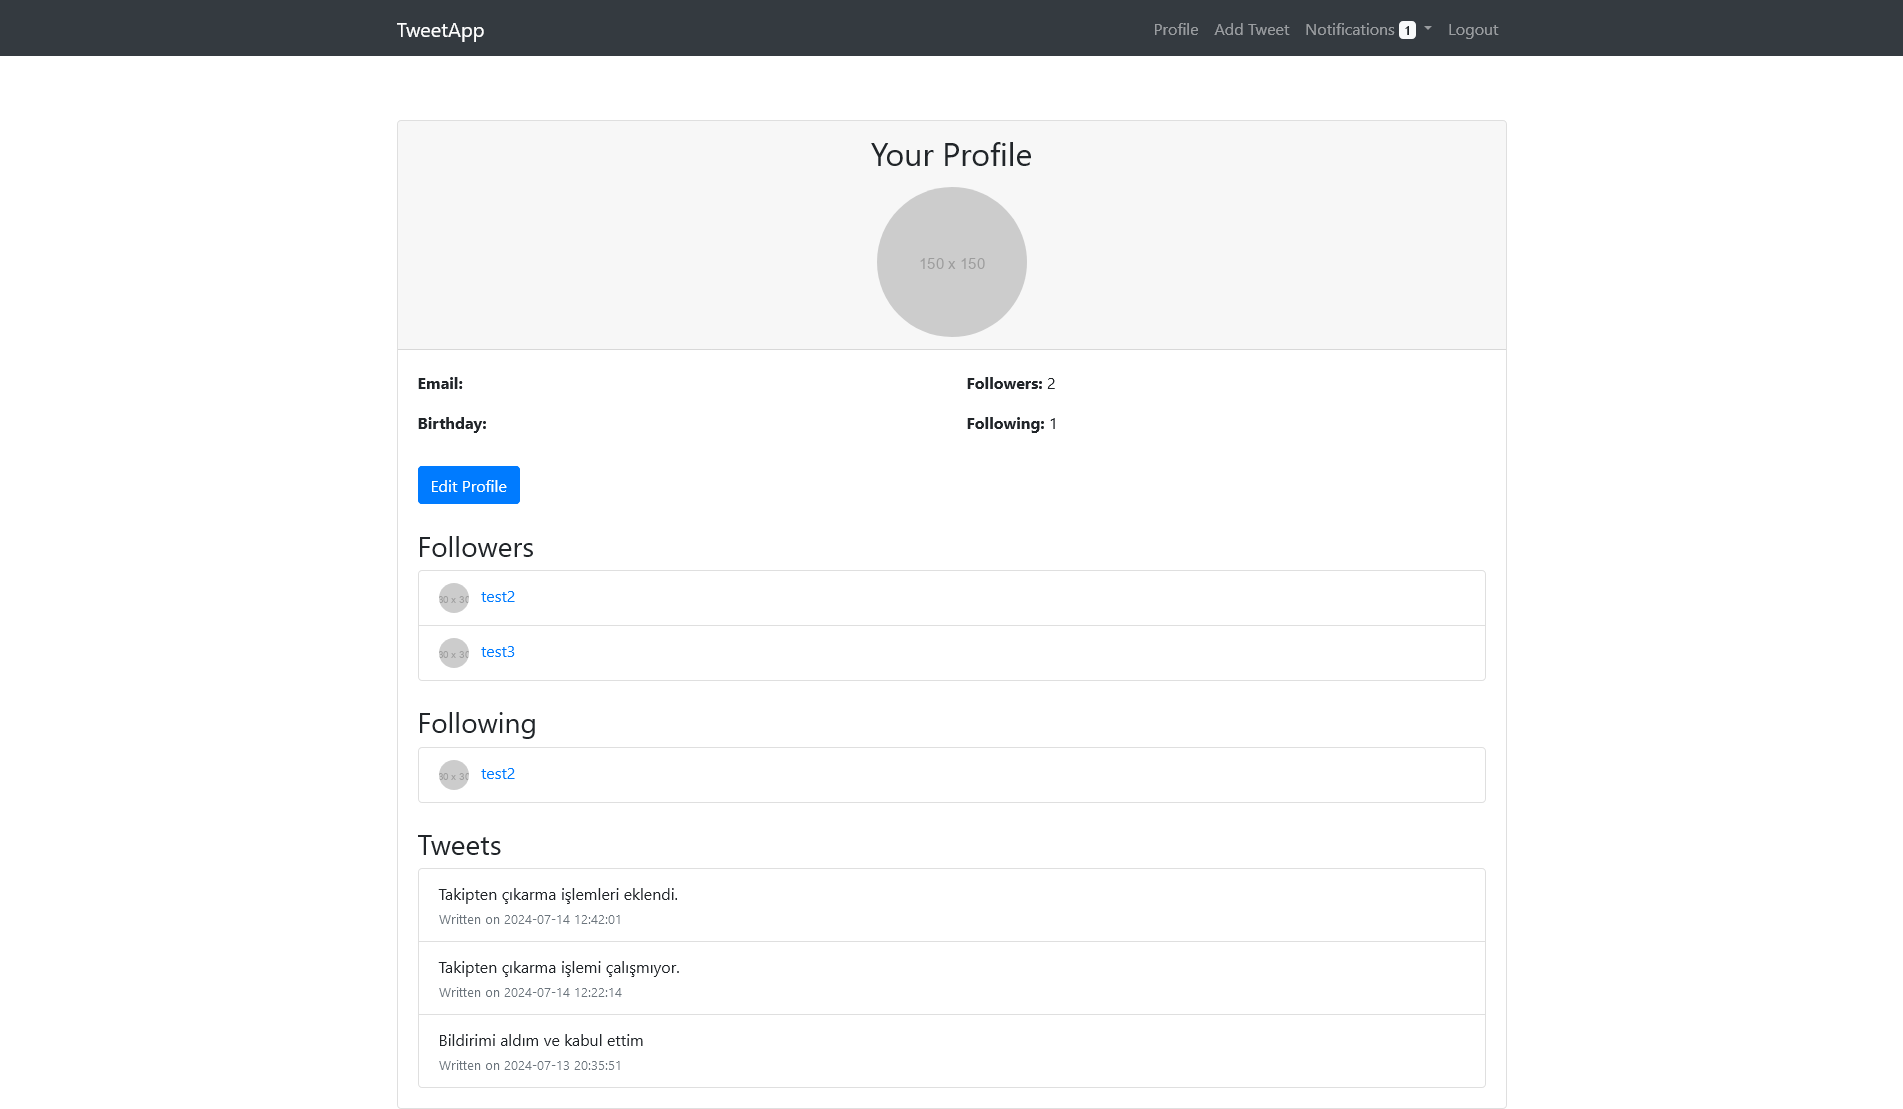 TweetApp
Profile Add Tweet Notifications 1 Logout
Your Profile
150 x 150
Email:
Followers: 2
Birthday:
Following: 1
Edit Profile
Followers
30 x 30 test2
30 x 30 test3
Following
30 x 30 test2
Tweets
Takipten çıkarma işlemleri eklendi.
Written on 2024-07-14 12:42:01
Takipten çıkarma işlemi çalışmıyor.
Written on 2024-07-14 12:22:14
Bildirimi aldım ve kabul ettim
Written on 2024-07-13 20:35:51